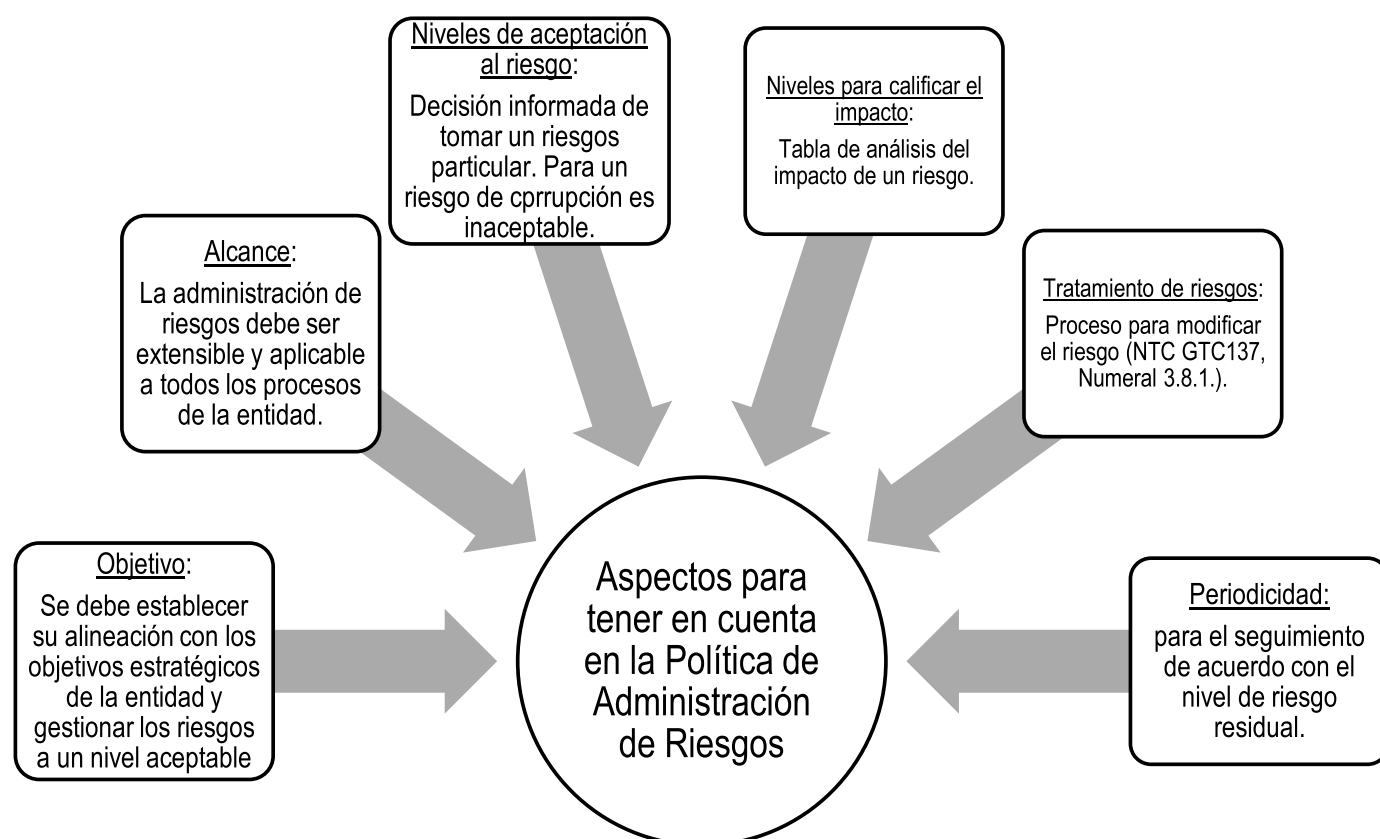 Niveles de aceptación
al riesgo:
Decisión informada de
tomar un riesgos
particular. Para un
riesgo de cprrupción es
inaceptable.
Niveles para calificar el
impacto:
Tabla de análisis del
impacto de un riesgo.
Alcance:
La administración de
riesgos debe ser
extensible y aplicable
a todos los procesos
de la entidad.
Tratamiento de riesgos:
Proceso para modificar
el riesgo (NTC GTC137,
Numeral 3.8.1.).
Objetivo:
Se debe establecer
su alineación con los
objetivos estratégicos
de la entidad y
gestionar los riesgos
a un nivel aceptable
Aspectos para
tener en cuenta
en la Política de
Administración
de Riesgos
Periodicidad:
para el seguimiento
de acuerdo con el
nivel de riesgo
residual.